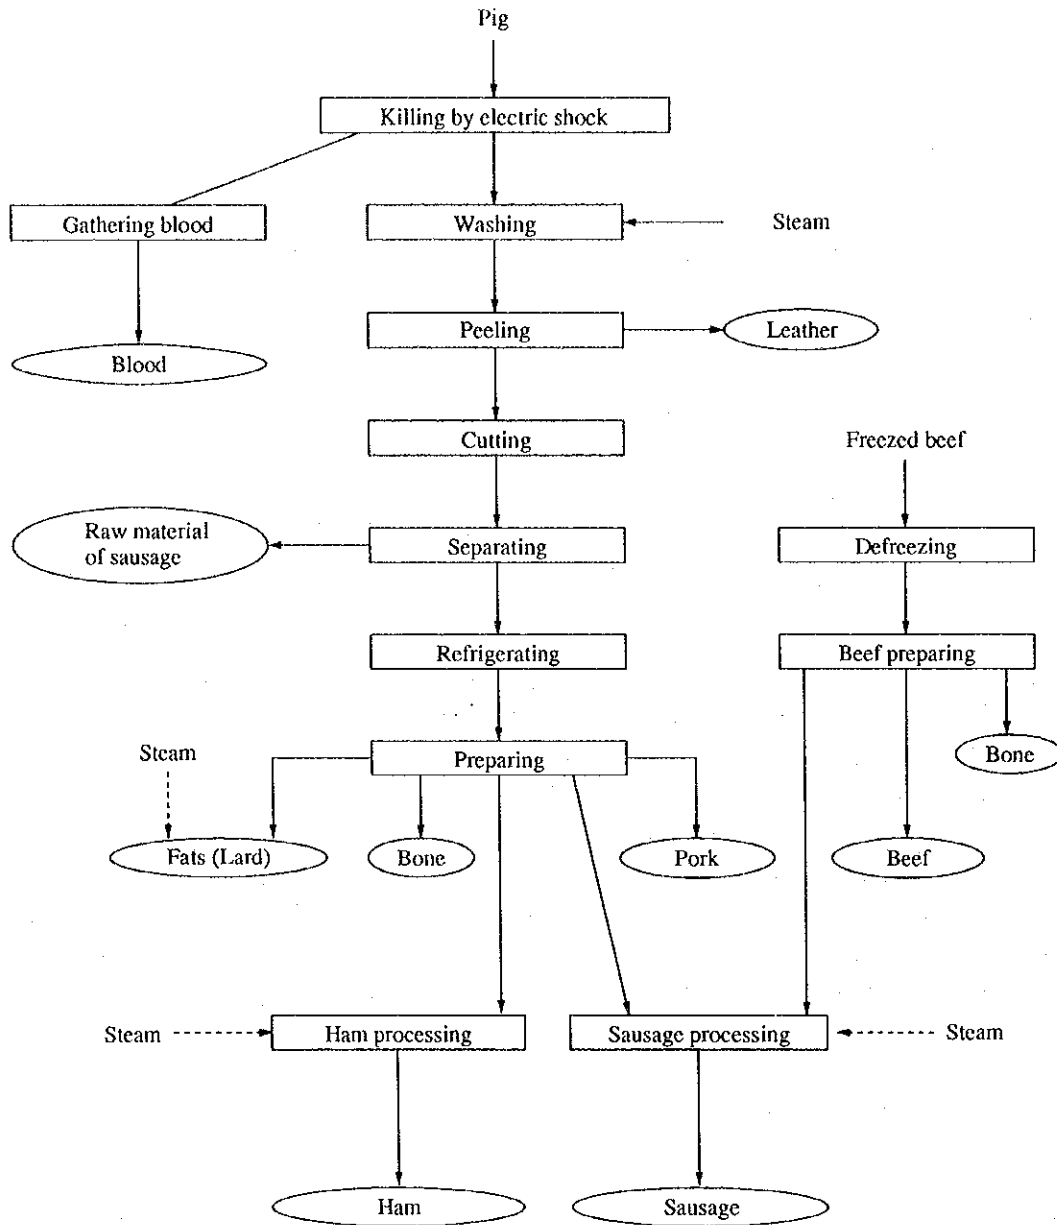 Pig
Killing by electric shock
Gathering blood
Washing
Steam
Peeling
Leather
Blood
Cutting
Freezed beef
Raw material
of sausage
Separating
Defreezing
Refrigerating
Beef preparing
Steam
Preparing
Bone
Fats (Lard)
Bone
Pork
Beef
Steam
Ham processing
Sausage processing
Steam
Ham
Sausage